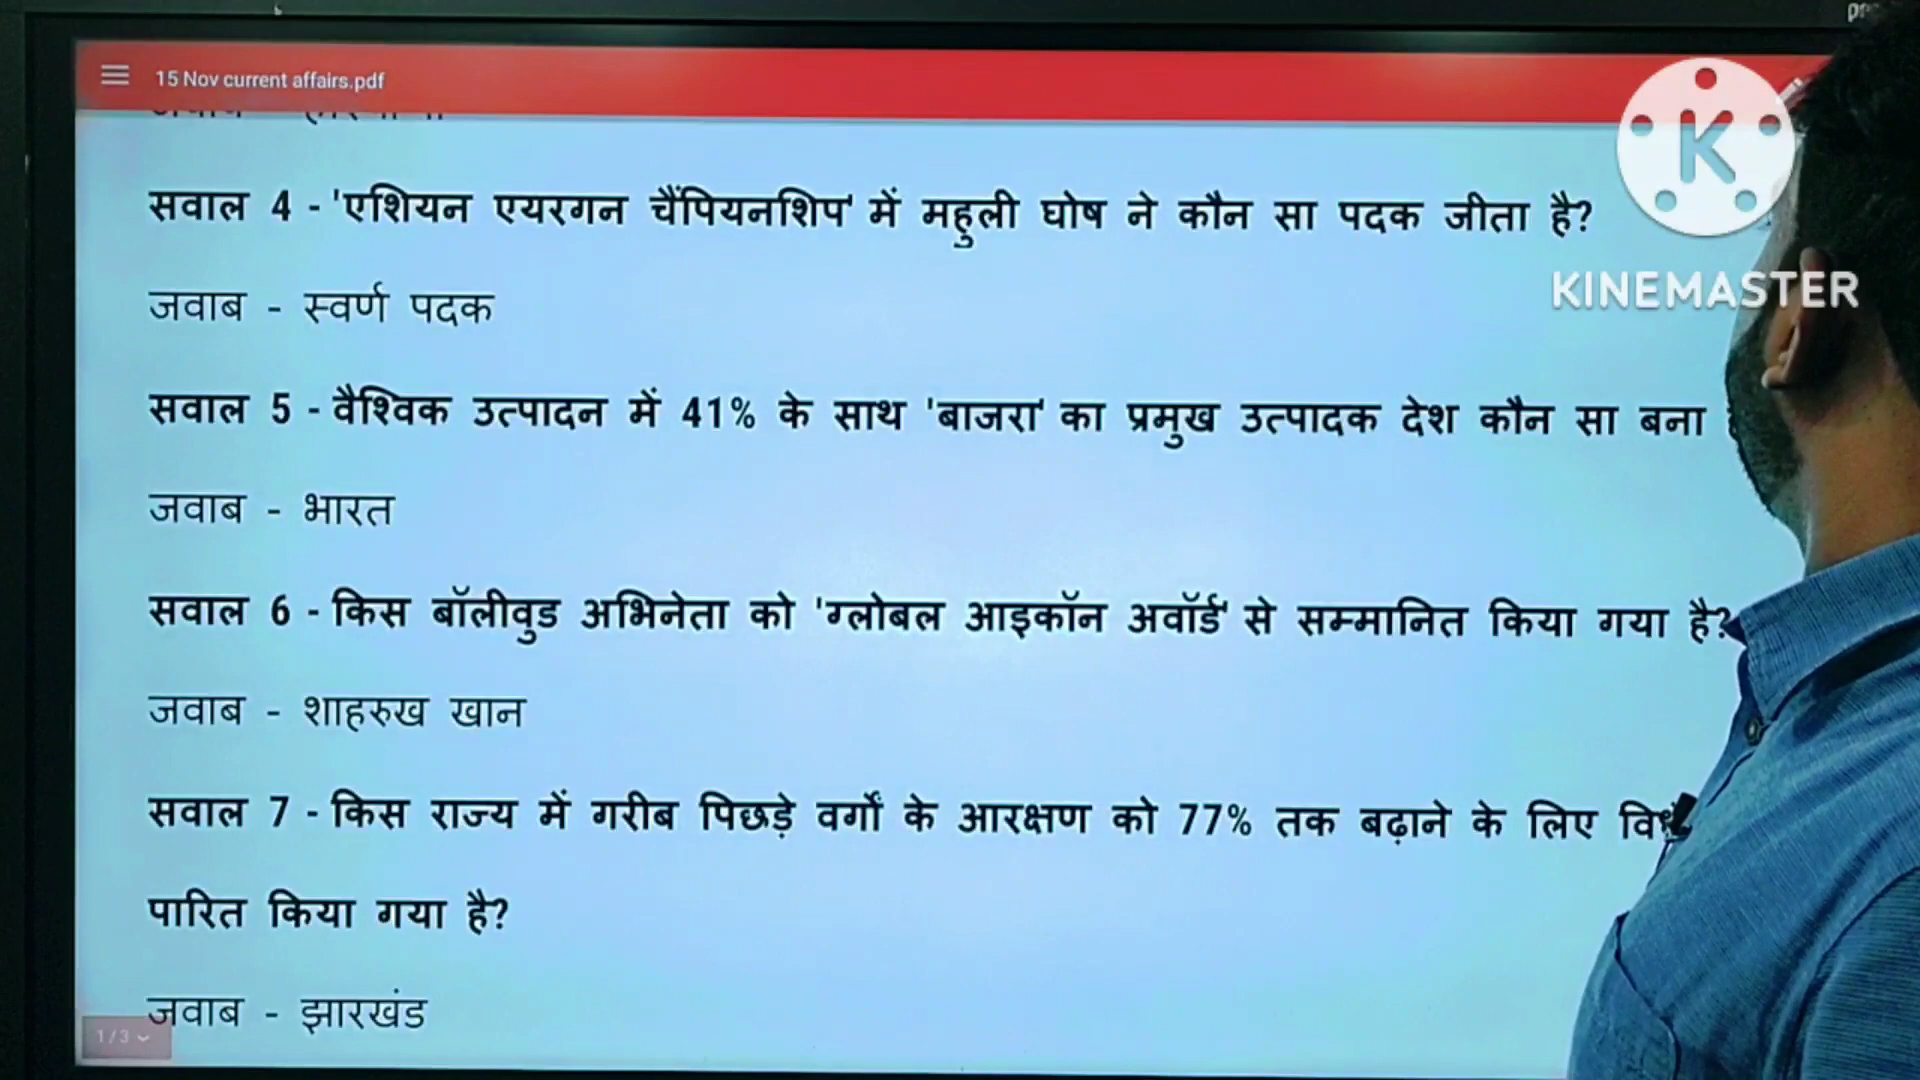 15 Nov current affairs.pdf
सवाल 4 - 'एशियन एयरगन चैंपियनशिप' में महुली घोष ने कौन सा पदक जीता है?
जवाब - स्वर्ण पदक
सवाल 5 - वैश्विक उत्पादन में 41% के साथ 'बाजरा' का प्रमुख उत्पादक देश कौन सा बना
जवाब - भारत
सवाल 6 - किस बॉलीवुड अभिनेता को 'ग्लोबल आइकॉन अवॉर्ड' से सम्मानित किया गया है?
जवाब - शाहरुख खान
सवाल 7 - किस राज्य में गरीब पिछड़े वर्गों के आरक्षण को 77% तक बढ़ाने के लिए
पारित किया गया है?
जवाब - झारखंड
1/3
K
KINEMASTER